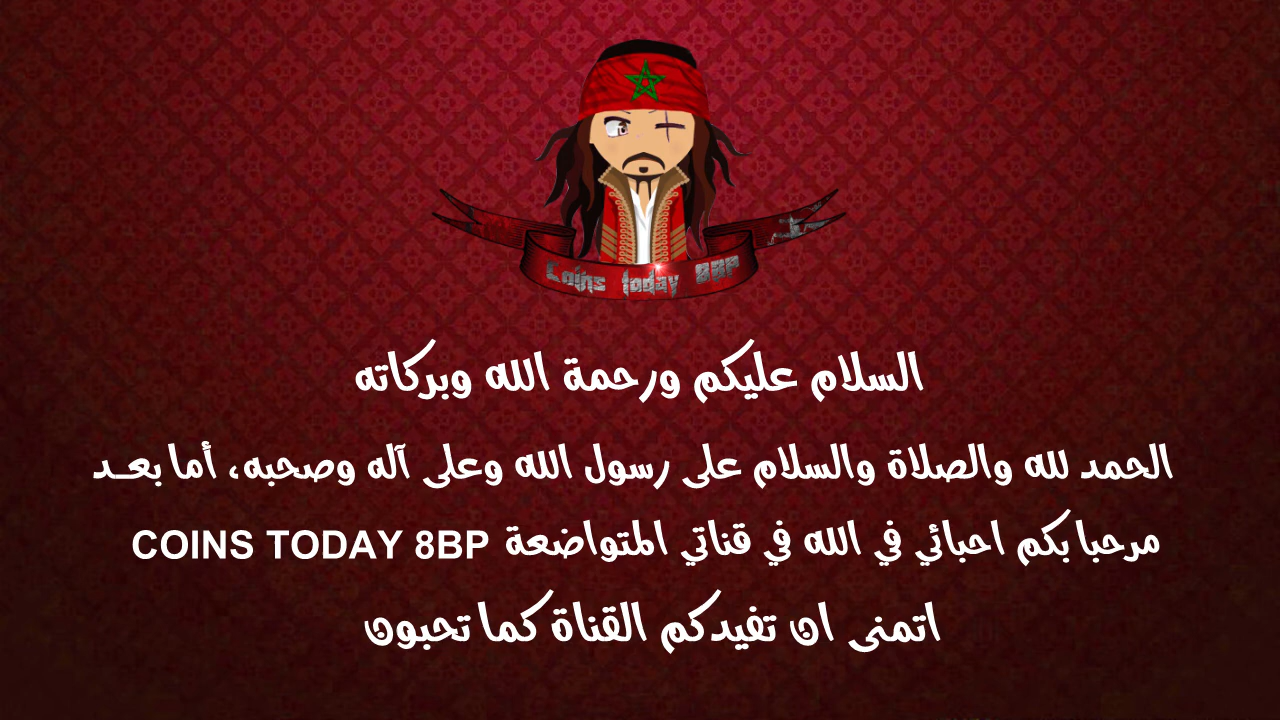 Coins today 8BP
السلام عليكم ورحمة الله وبركاته
الحمد لله والصلاة والسلام على رسول الله وعلى آله وصحبه، أما بعـد
مرحبا بكم احبائي في الله في قناتي المتواضعة COINS TODAY 8BP
اتمنى ان تفيدكم القناة كما تحبون